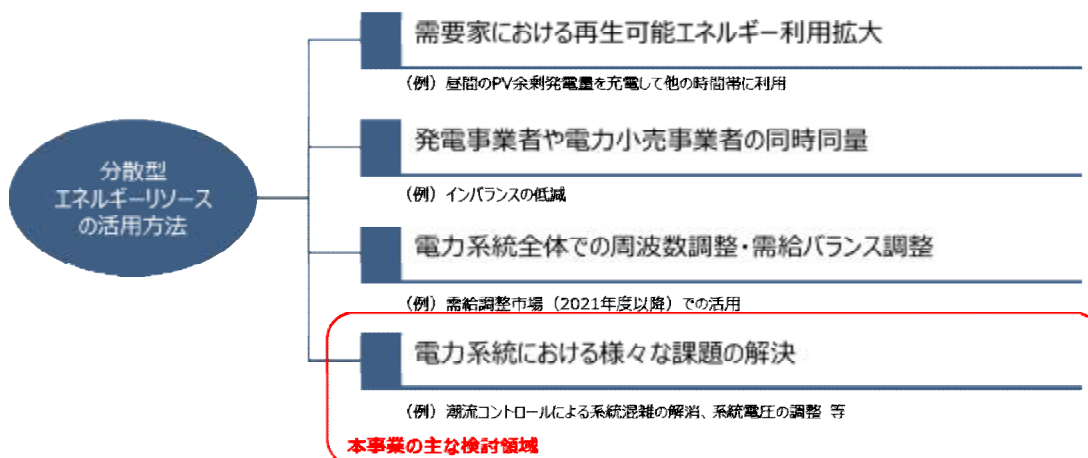 分散型
エネルギーリソース
の活用方法
需要家における再生可能エネルギー利用拡大
（例）昼間のPV余剰発電量を充電して他の時間帯に利用
発電事業者や電力小売事業者の同時同量
（例）インバランスの低減
電力系統全体での周波数調整・需給バランス調整
（例）需給調整市場（2021年度以降）での活用
電力系統における様々な課題の解決
（例）潮流コントロールによる系統混雑の解消、系統電圧の調整 等
本事業の主な検討領域